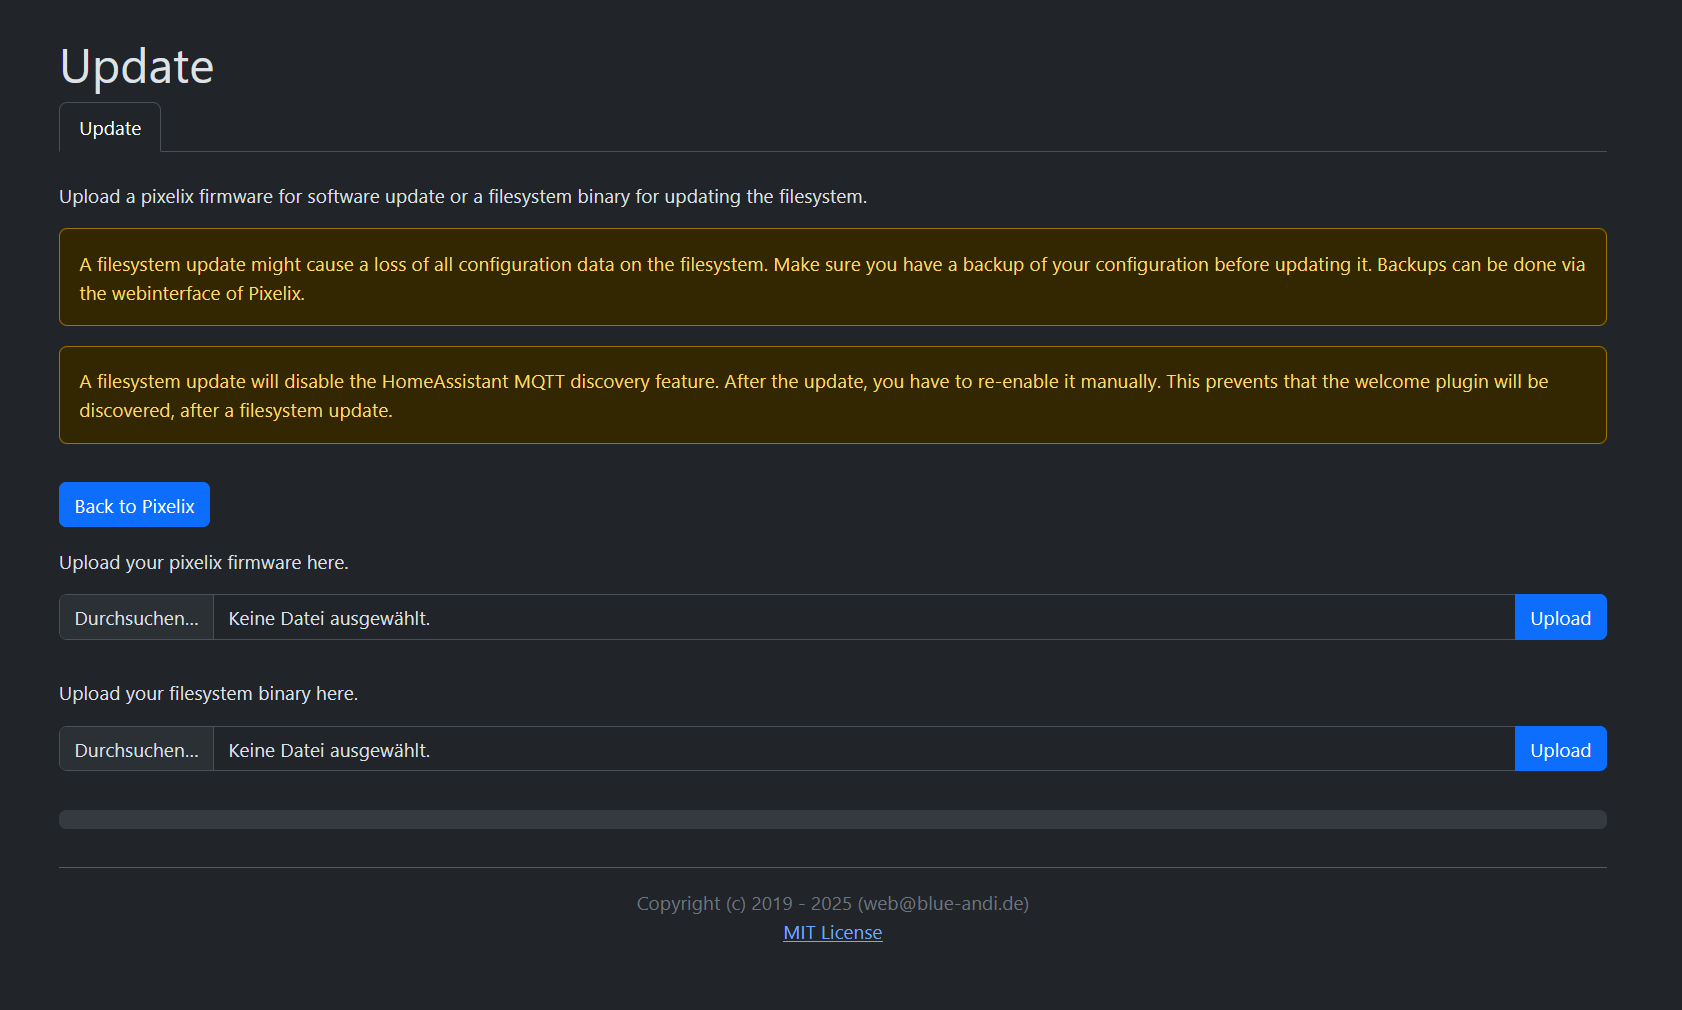 Update
Update
Upload a pixelix firmware for software update or a filesystem binary for updating the filesystem.
A filesystem update might cause a loss of all configuration data on the filesystem. Make sure you have a backup of your configuration before updating it. Backups can be done via
the webinterface of Pixelix.
A filesystem update will disable the HomeAssistant MQTT discovery feature. After the update, you have to re-enable it manually. This prevents that the welcome plugin will be
discovered, after a filesystem update.
Back to Pixelix
Upload your pixelix firmware here.
Durchsuchen... Keine Datei ausgewählt. Upload
Upload your filesystem binary here.
Durchsuchen... Keine Datei ausgewählt. Upload
Copyright (c) 2019 - 2025 (web@blue-andi.de)
MIT License